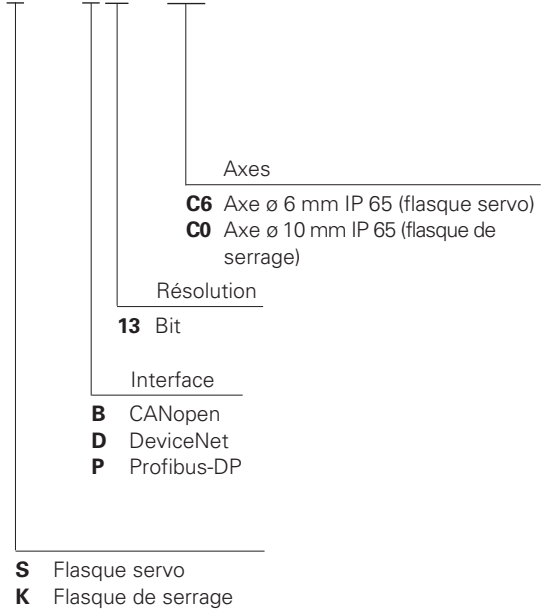 Axes
C6 Axe ø 6 mm IP 65 (flasque servo)
C0 Axe ø 10 mm IP 65 (flasque de
serrage)
Résolution
13 Bit
Interface
B CANopen
D DeviceNet
P Profibus-DP
S Flasque servo
K Flasque de serrage